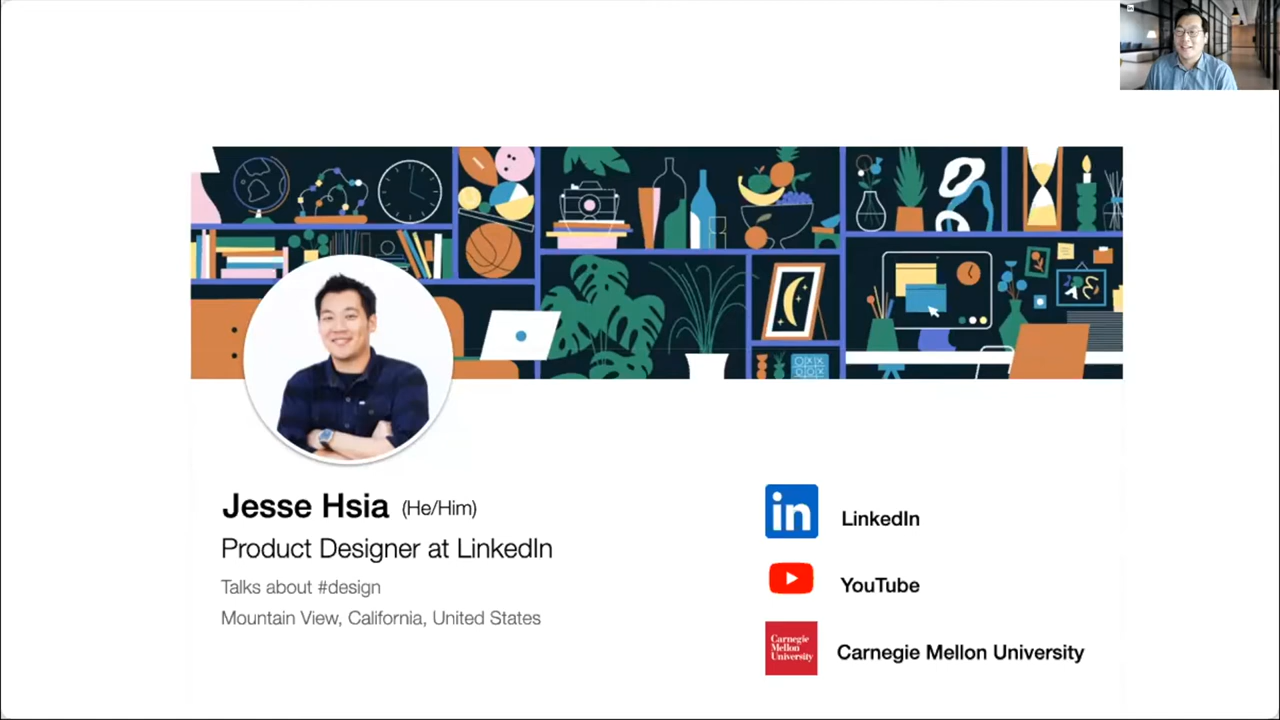 Jesse Hsia (He/Him)
Product Designer at LinkedIn
Talks about #design
Mountain View, California, United States
in
LinkedIn
YouTube
Carnegie
Mellon
University
Carnegie Mellon University